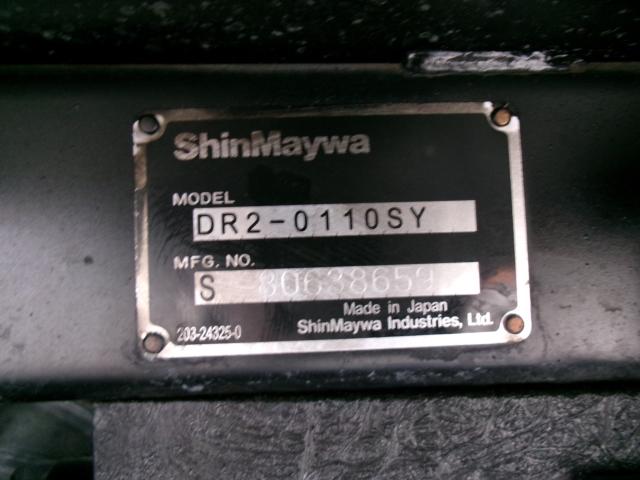 ShinMaywa
MODEL
DR2-0110SY
MFG. NO.
S 80638659
Made in Japan
203-24325-0
ShinMaywa Industries, Ltd.